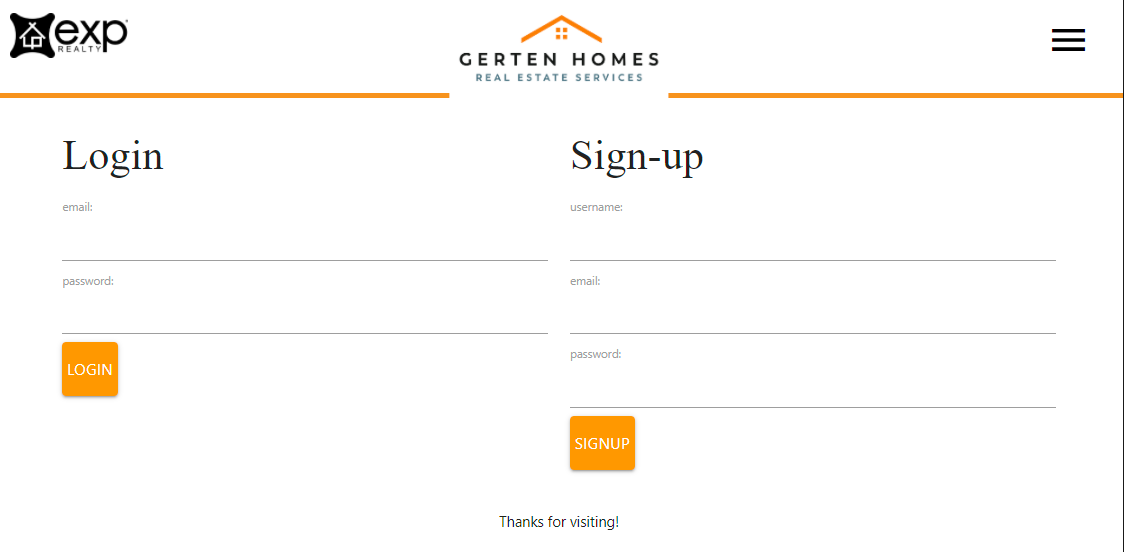 exp
REALTY
GERTEN HOMES
REAL ESTATE SERVICES
Login
email:
password:
LOGIN
Sign-up
username:
email:
password:
SIGNUP
Thanks for visiting!